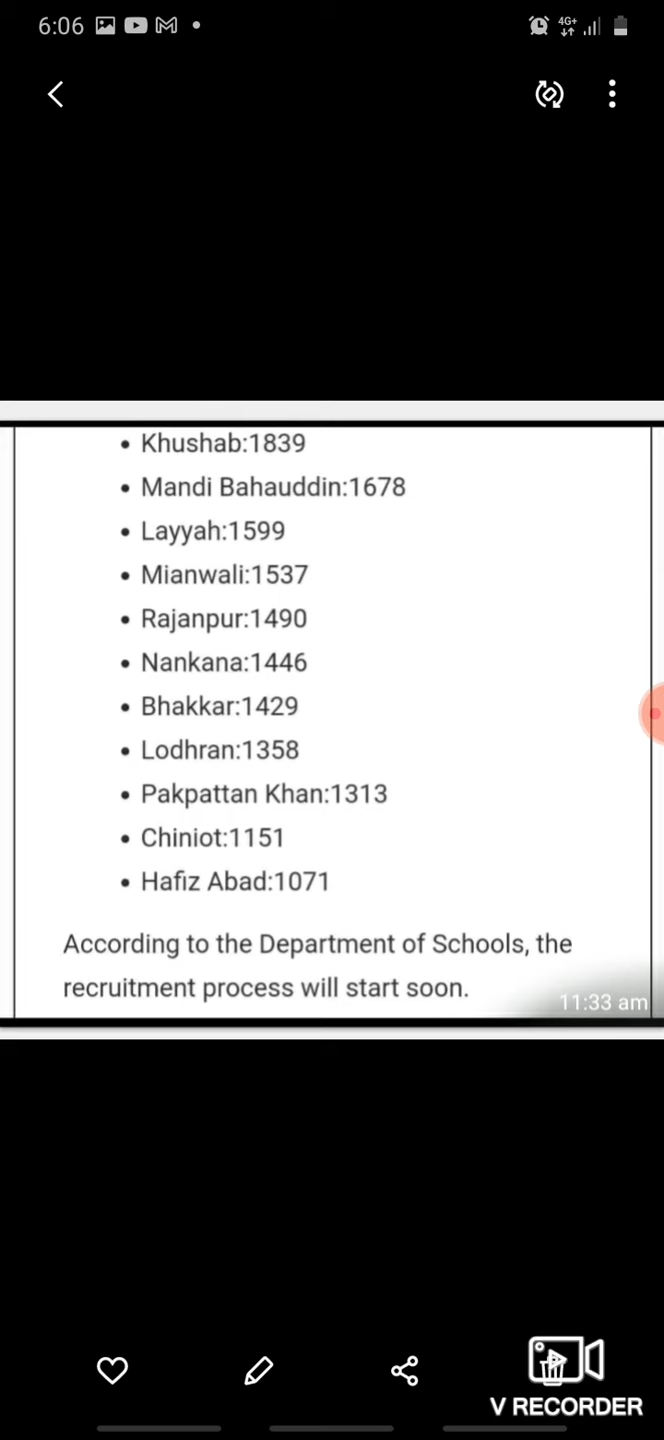 6:06
4G+
Khushab:1839
Mandi Bahauddin:1678
Layyah:1599
Mianwali:1537
Rajanpur:1490
Nankana:1446
Bhakkar:1429
Lodhran:1358
Pakpattan Khan:1313
Chiniot:1151
Hafiz Abad:1071
According to the Department of Schools, the
recruitment process will start soon.
11:33 am
V RECORDER